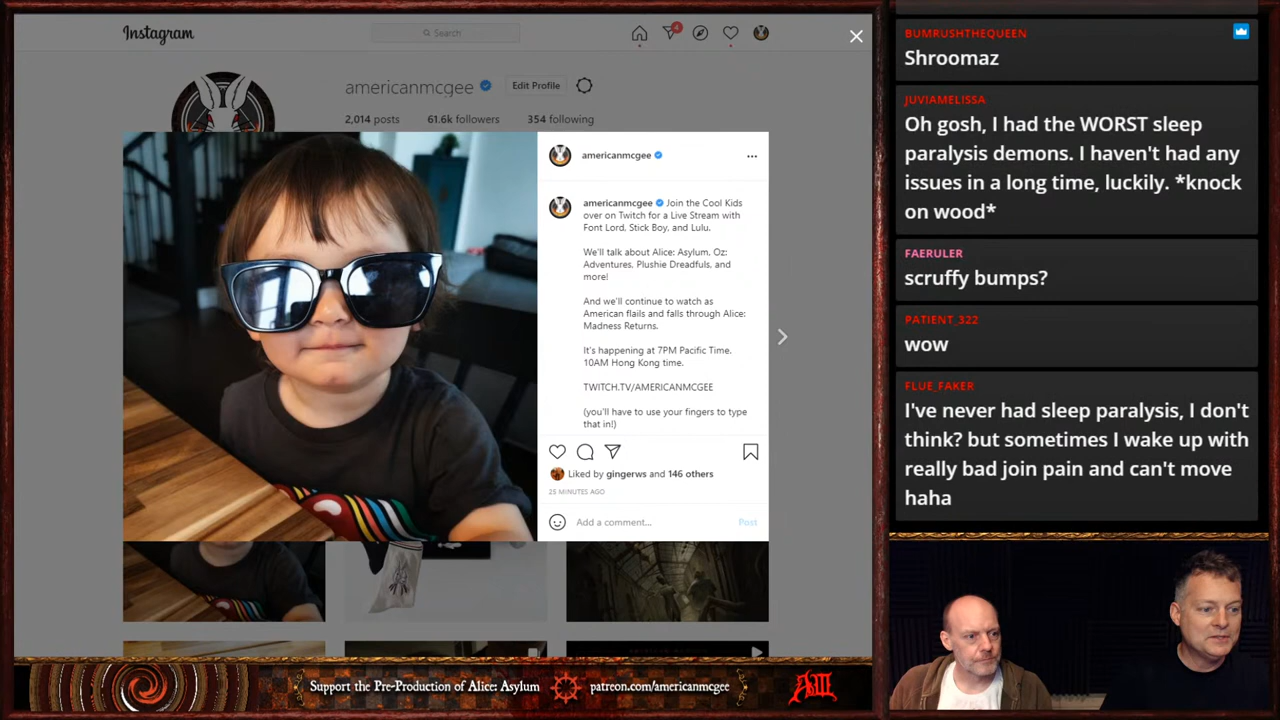 Instagram
Search
4
americanmcgee
Edit Profile
2,014 posts
61.6k followers
354 following
americanmcgee
americanmcgee Join the Cool Kids
over on Twitch for a Live Stream with
Font Lord, Stick Boy, and Lulu.
We'll talk about Alice: Asylum, Oz:
Adventures, Plushie Dreadfuls, and
more!
And we'll continue to watch as
American flails and falls through Alice:
Madness Returns.
It's happening at 7PM Pacific Time.
10AM Hong Kong time.
TWITCH.TV/AMERICANMCGEE
(you'll have to use your fingers to type
that in!)
Liked by gingerws and 146 others
25 MINUTES AGO
Add a comment...
Post
Support the Pre-Production of Alice: Asylum
patreon.com/americanmcgee
BUMRUSHTHEQUEEN
Shroomaz
JUVIAMELISSA
Oh gosh, I had the WORST sleep
paralysis demons. I haven't had any
issues in a long time, luckily. *knock
on wood*
FAERULER
scruffy bumps?
PATIENT_322
wow
FLUE_FAKER
I've never had sleep paralysis, I don't
think? but sometimes I wake up with
really bad join pain and can't move
haha